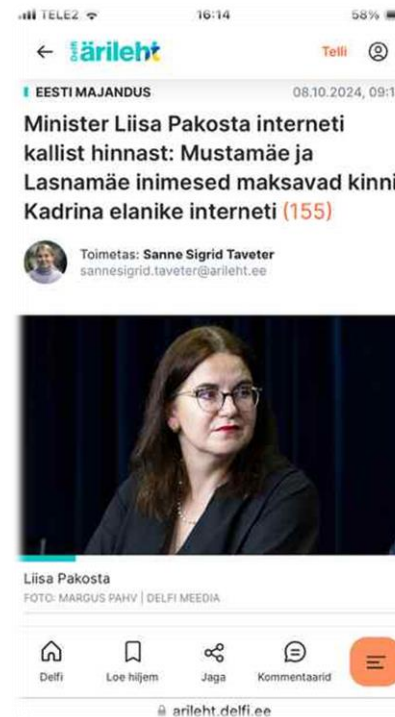 TELE2 16:14 58%
Delfi ärileht Telli
EESTI MAJANDUS 08.10.2024, 09:1
Minister Liisa Pakosta interneti
kallist hinnast: Mustamäe ja
Lasnamäe inimesed maksavad kinni
Kadrina elanike interneti (155)
Toimetas: Sanne Sigrid Taveter
sannesigrid.taveter@arileht.ee
Liisa Pakosta
FOTO: MARGUS PAHV | DELFI MEEDIA
Delfi Loe hiljem Jaga Kommentaarid
arileht.delfi.ee